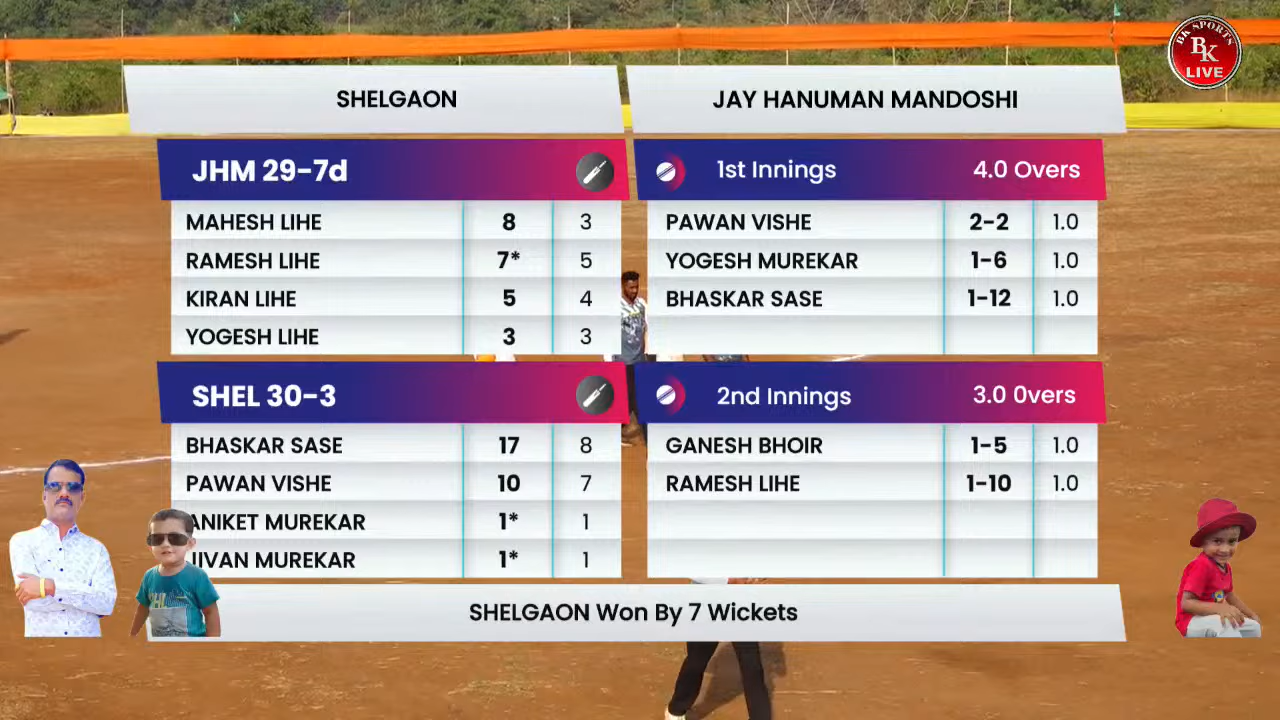 BK SPORTS
BK
LIVE
SHELGAON JAY HANUMAN MANDOSHI
JHM 29-7d 1st Innings 4.0 Overs
MAHESH LIHE 8 3 PAWAN VISHE 2-2 1.0
RAMESH LIHE 7* 5 YOGESH MUREKAR 1-6 1.0
KIRAN LIHE 5 4 BHASKAR SASE 1-12 1.0
YOGESH LIHE 3 3
SHEL 30-3 2nd Innings 3.0 Overs
BHASKAR SASE 17 8 GANESH BHOIR 1-5 1.0
PAWAN VISHE 10 7 RAMESH LIHE 1-10 1.0
ANIKET MUREKAR 1* 1
JIVAN MUREKAR 1* 1
SHELGAON Won By 7 Wickets